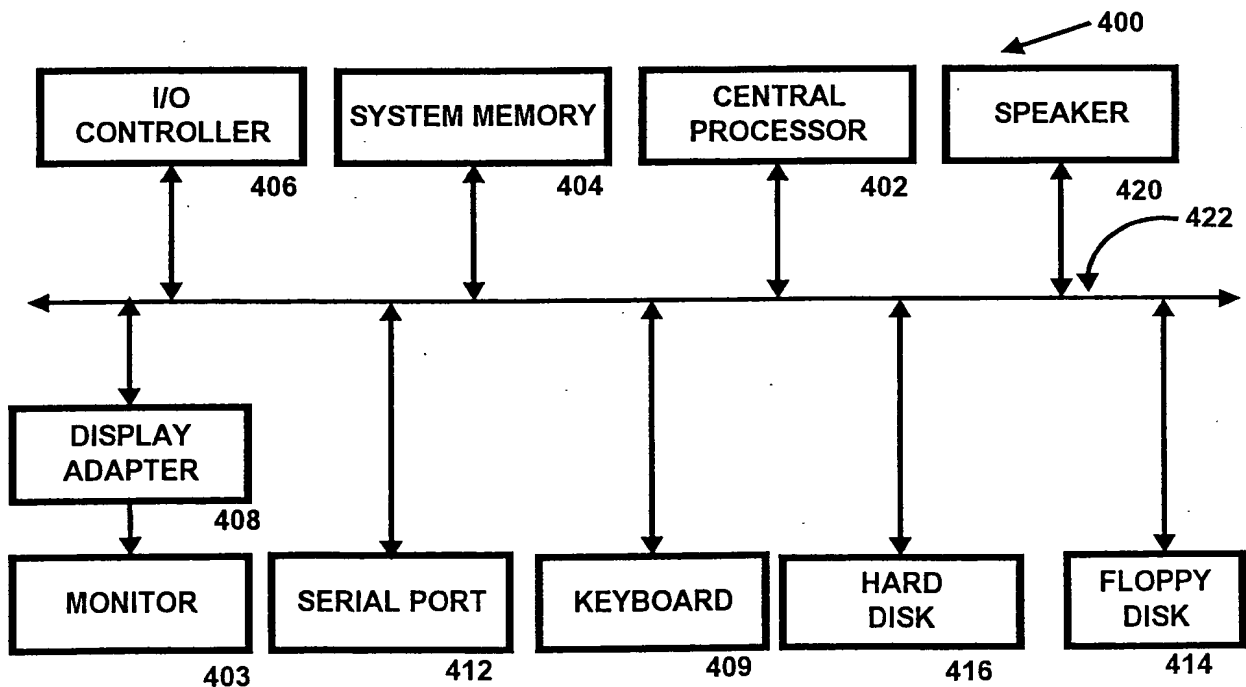 400
I/O
CONTROLLER
406
SYSTEM MEMORY
404
CENTRAL
PROCESSOR
402
SPEAKER
420
422
DISPLAY
ADAPTER
408
MONITOR
403
SERIAL PORT
412
KEYBOARD
409
HARD
DISK
416
FLOPPY
DISK
414